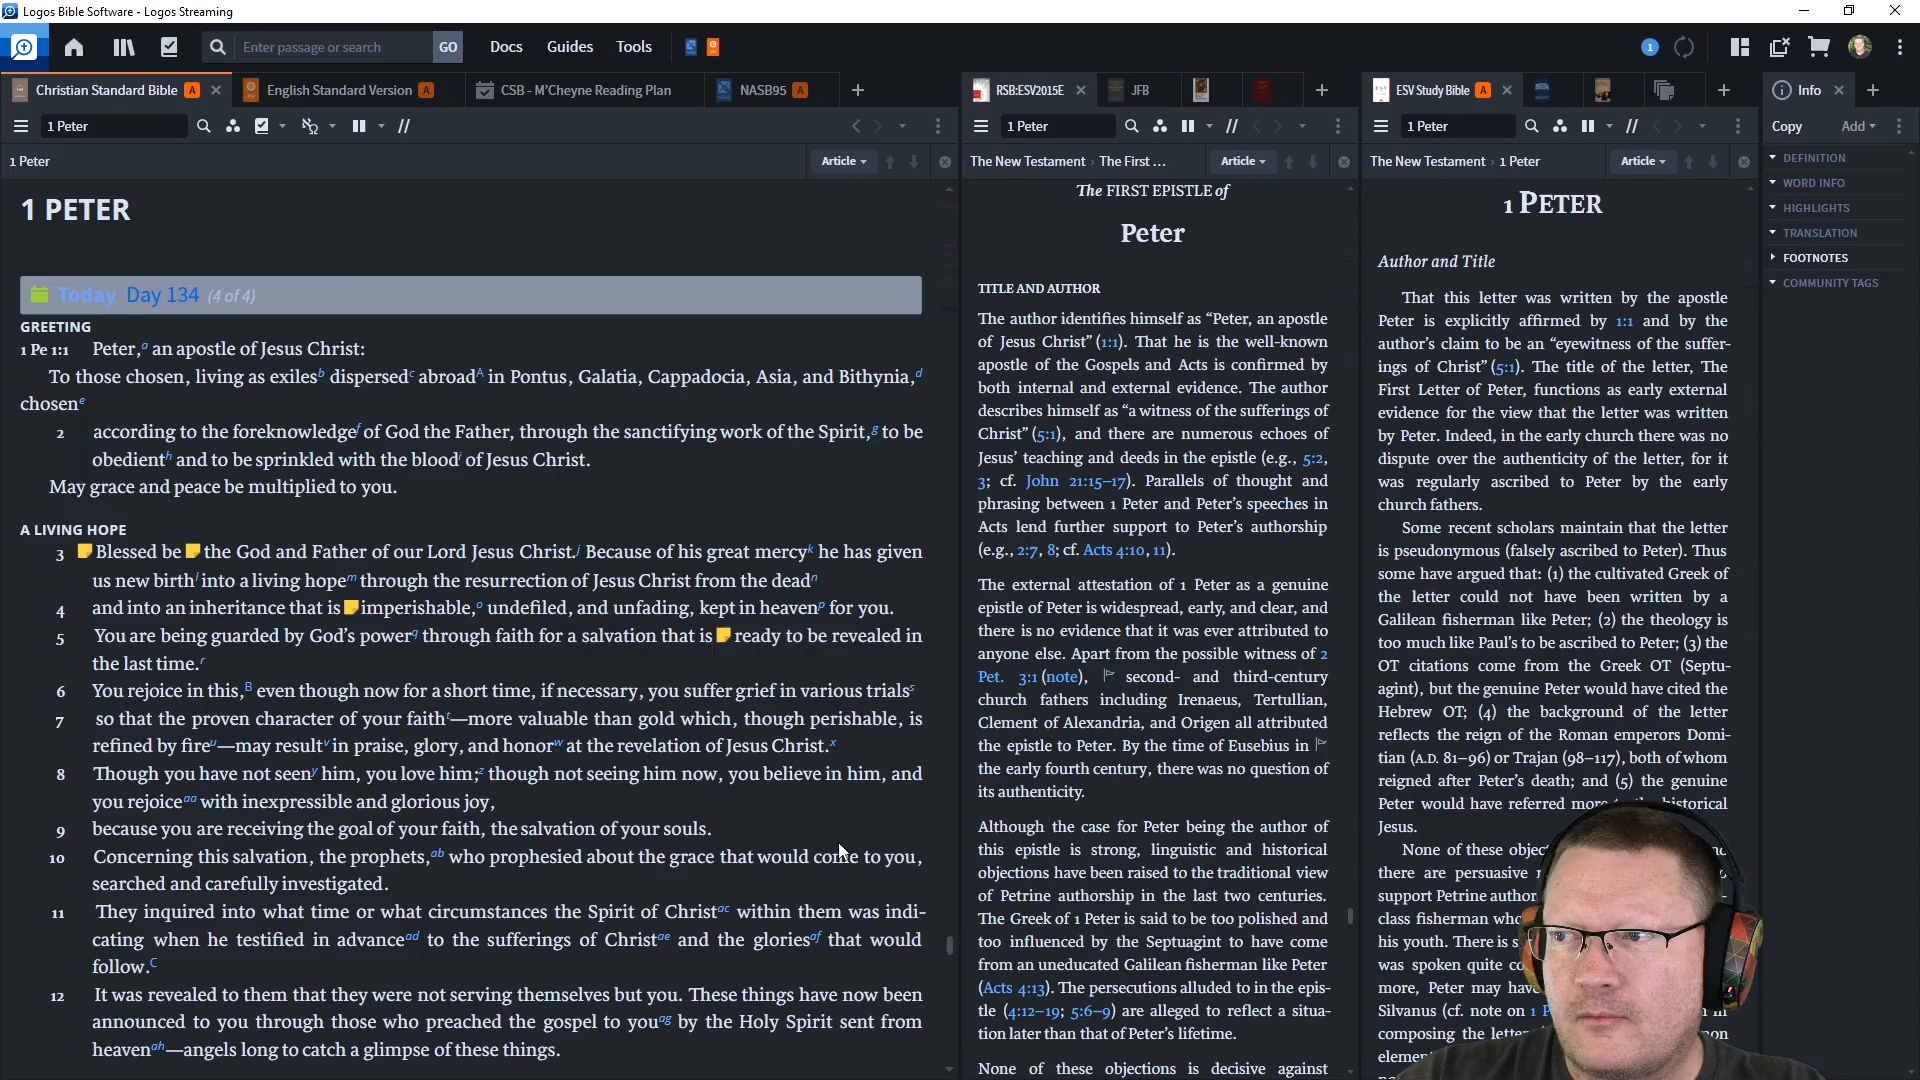 Logos Bible Software - Logos Streaming
Enter passage or search
GO
Docs
Guides
Tools
1
Christian Standard Bible A
English Standard Version A
CSB - M'Cheyne Reading Plan
NASB95 A
1 Peter
1 Peter
Article
1 PETER
Today Day 134 (4 of 4)
GREETING
1 Pe 1:1 Peter,a an apostle of Jesus Christ:
To those chosen, living as exilesb dispersedc abroadA in Pontus, Galatia, Cappadocia, Asia, and Bithynia,d
chosene
2 according to the foreknowledgef of God the Father, through the sanctifying work of the Spirit,g to be
obedienth and to be sprinkled with the bloodi of Jesus Christ.
May grace and peace be multiplied to you.
A LIVING HOPE
3 Blessed be the God and Father of our Lord Jesus Christ.j Because of his great mercyk he has given
us new birthl into a living hopem through the resurrection of Jesus Christ from the deadn
4 and into an inheritance that is imperishable,o undefiled, and unfading, kept in heavenp for you.
5 You are being guarded by God's powerq through faith for a salvation that is ready to be revealed in
the last time.r
6 You rejoice in this,B even though now for a short time, if necessary, you suffer grief in various trialss
7 so that the proven character of your faitht—more valuable than gold which, though perishable, is
refined by fireu—may resultv in praise, glory, and honorw at the revelation of Jesus Christ.x
8 Though you have not seeny him, you love him;z though not seeing him now, you believe in him, and
you rejoiceaa with inexpressible and glorious joy,
9 because you are receiving the goal of your faith, the salvation of your souls.
10 Concerning this salvation, the prophets,ab who prophesied about the grace that would come to you,
searched and carefully investigated.
11 They inquired into what time or what circumstances the Spirit of Christac within them was indi-
cating when he testified in advancead to the sufferings of Christae and the gloriesaf that would
follow.C
12 It was revealed to them that they were not serving themselves but you. These things have now been
announced to you through those who preached the gospel to youag by the Holy Spirit sent from
heavenah—angels long to catch a glimpse of these things.
RSB:ESV2015E
JFB
1 Peter
The New Testament › The First ...
Article
The FIRST EPISTLE of
Peter
TITLE AND AUTHOR
The author identifies himself as “Peter, an apostle
of Jesus Christ” (1:1). That he is the well-known
apostle of the Gospels and Acts is confirmed by
both internal and external evidence. The author
describes himself as “a witness of the sufferings of
Christ” (5:1), and there are numerous echoes of
Jesus’ teaching and deeds in the epistle (e.g., 5:2,
3; cf. John 21:15–17). Parallels of thought and
phrasing between 1 Peter and Peter’s speeches in
Acts lend further support to Peter’s authorship
(e.g., 2:7, 8; cf. Acts 4:10, 11).
The external attestation of 1 Peter as a genuine
epistle of Peter is widespread, early, and clear, and
there is no evidence that it was ever attributed to
anyone else. Apart from the possible witness of 2
Pet. 3:1 (note), second- and third-century
church fathers including Irenaeus, Tertullian,
Clement of Alexandria, and Origen all attributed
the epistle to Peter. By the time of Eusebius in
the early fourth century, there was no question of
its authenticity.
Although the case for Peter being the author of
this epistle is strong, linguistic and historical
objections have been raised to the traditional view
of Petrine authorship in the last two centuries.
The Greek of 1 Peter is said to be too polished and
too influenced by the Septuagint to have come
from an uneducated Galilean fisherman like Peter
(Acts 4:13). The persecutions alluded to in the epis-
tle (4:12–19; 5:6–9) are alleged to reflect a situa-
tion later than that of Peter’s lifetime.
None of these objections is decisive against
ESV Study Bible A
1 Peter
The New Testament › 1 Peter
Article
1 PETER
Author and Title
That this letter was written by the apostle
Peter is explicitly affirmed by 1:1 and by the
author’s claim to be an “eyewitness of the suffer-
ings of Christ” (5:1). The title of the letter, The
First Letter of Peter, functions as early external
evidence for the view that the letter was written
by Peter. Indeed, in the early church there was no
dispute over the authenticity of the letter, for it
was regularly ascribed to Peter by the early
church fathers.
Some recent scholars maintain that the letter
is pseudonymous (falsely ascribed to Peter). Thus
some have argued that: (1) the cultivated Greek of
the letter could not have been written by a
Galilean fisherman like Peter; (2) the theology is
too much like Paul’s to be ascribed to Peter; (3) the
OT citations come from the Greek OT (Septu-
agint), but the genuine Peter would have cited the
Hebrew OT; (4) the background of the letter
reflects the reign of the Roman emperors Domi-
tian (A.D. 81–96) or Trajan (98–117), both of whom
reigned after Peter’s death; and (5) the genuine
Peter would have referred more historical
Jesus.
None of these
there are persuasive
support Petrine
class fisherman
his youth. There is
was spoken quite
more, Peter may have
Silvanus (cf. note on 1
composing the
Info
Copy
Add
DEFINITION
WORD INFO
HIGHLIGHTS
TRANSLATION
FOOTNOTES
COMMUNITY TAGS